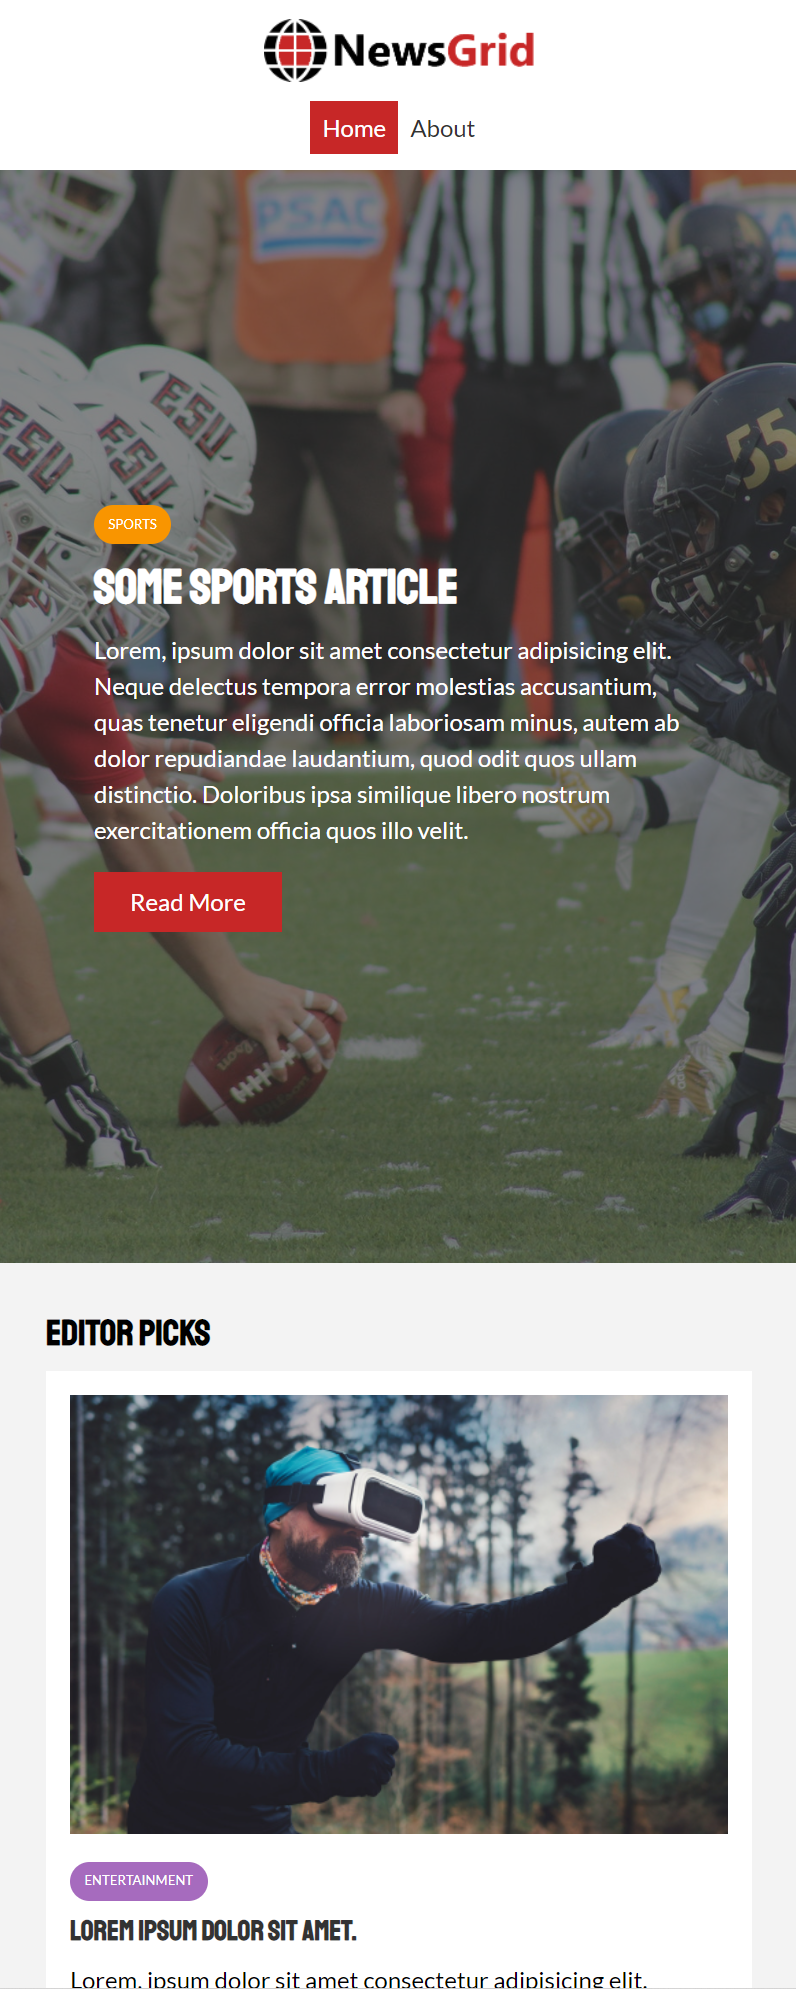 NewsGrid
Home About
PSAC
ESU
ESU
ESU
55
SPORTS
SOME SPORTS ARTICLE
Lorem, ipsum dolor sit amet consectetur adipisicing elit.
Neque delectus tempora error molestias accusantium,
quas tenetur eligendi officia laboriosam minus, autem ab
dolor repudiandae laudantium, quod odit quos ullam
distinctio. Doloribus ipsa similique libero nostrum
exercitationem officia quos illo velit.
Read More
EDITOR PICKS
ENTERTAINMENT
LOREM IPSUM DOLOR SIT AMET.
Lorem, ipsum dolor sit amet consectetur adipisicing elit.